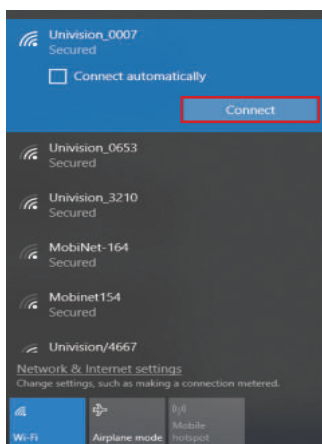 Univision_0007
Secured
Connect automatically
Connect
Univision_0653
Secured
Univision_3210
Secured
MobiNet-164
Secured
Mobinet154
Secured
Univision/4667
Network & Internet settings
Change settings, such as making a connection metered.
Wi-Fi
Airplane mode
Mobile
hotspot